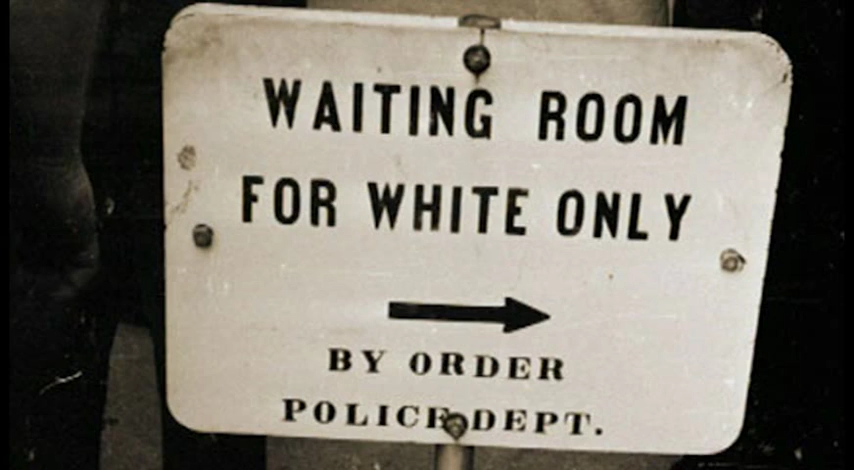 WAITING ROOM
FOR WHITE ONLY
BY ORDER
POLICE DEPT.